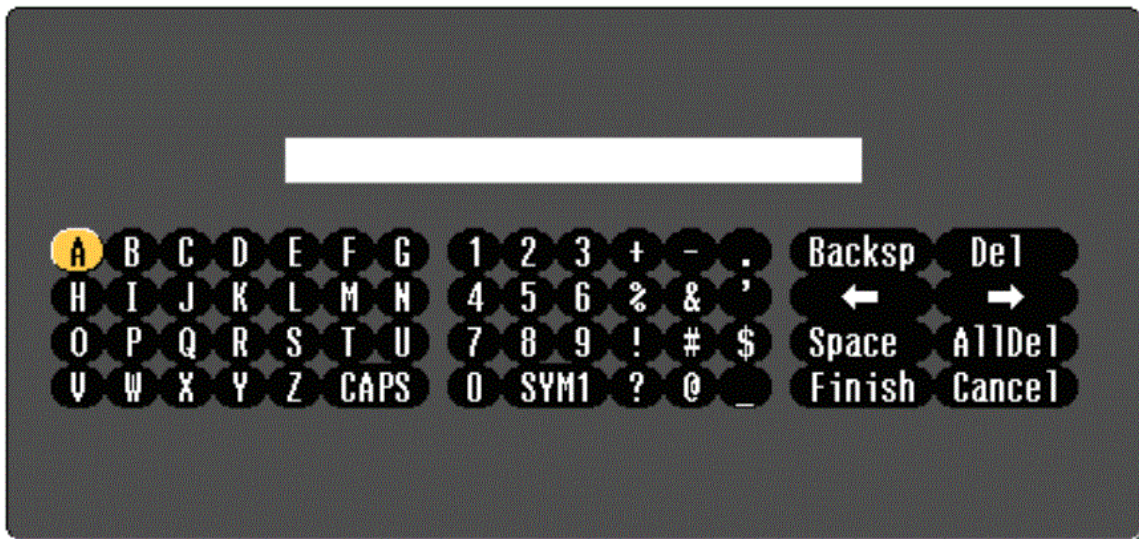 A B C D E F G 1 2 3 + - . Backsp Del
H I J K L M N 4 5 6 % & ' ← →
O P Q R S T U 7 8 9 ! # $ Space AllDel
V W X Y Z CAPS 0 SYM1 ? @ _ Finish Cancel